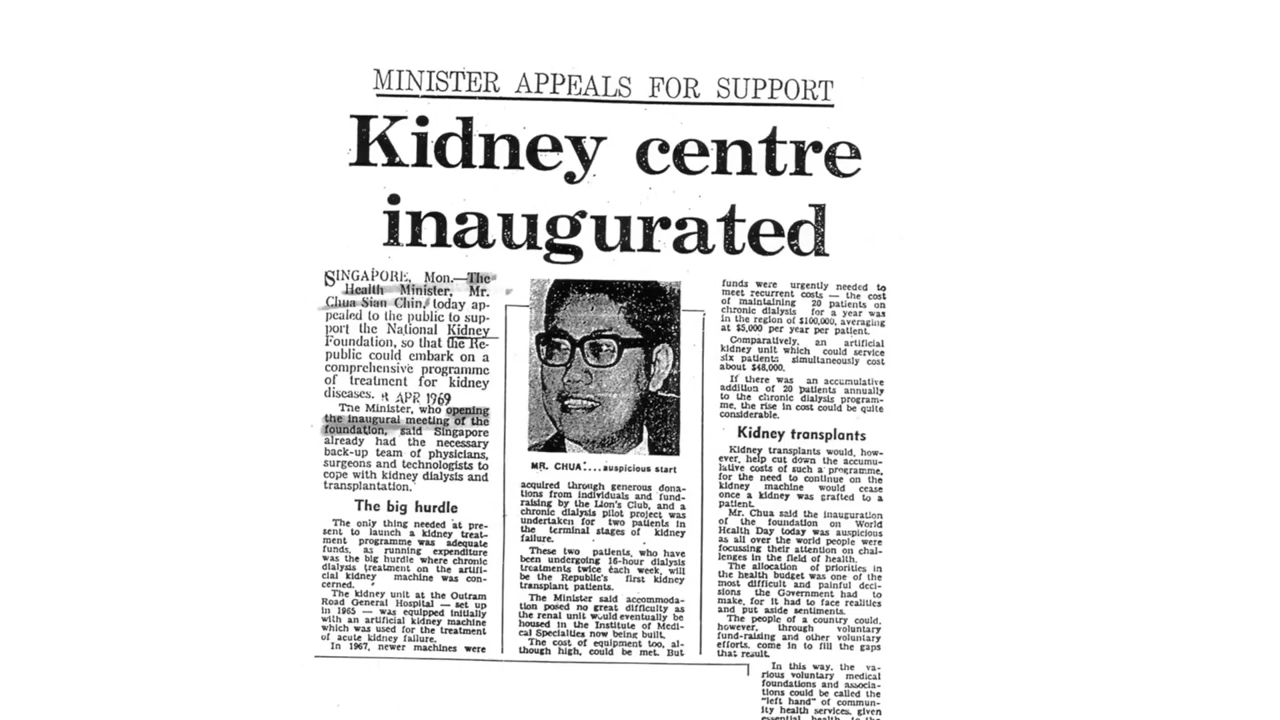 MINISTER APPEALS FOR SUPPORT
Kidney centre
inaugurated
SINGAPORE, Mon.—The
Health Minister, Mr.
Chua Sian Chin, today ap-
pealed to the public to sup-
port the National Kidney
Foundation, so that the Re-
public could embark on a
comprehensive programme
of treatment for kidney
diseases. 8 APR 1969
The Minister, who opening
the inaugural meeting of the
foundation, said Singapore
already had the necessary
back-up team of physicians,
surgeons and technologists to
cope with kidney dialysis and
transplantation.
The big hurdle
The only thing needed at pre-
sent to launch a kidney treat-
ment programme was adequate
funds, as running expenditure
was the big hurdle where chronic
dialysis treatment on the artifi-
cial kidney machine was con-
cerned.
The kidney unit at the Outram
Road General Hospital — set up
in 1965 — was equipped initially
with an artificial kidney machine
which was used for the treatment
of acute kidney failure.
In 1967, newer machines were
MR. CHUA: ...auspicious start
acquired through generous dona-
tions from individuals and fund-
raising by the Lion's Club, and a
chronic dialysis pilot project was
undertaken for two patients in
the terminal stages of kidney
failure.
These two patients, who have
been undergoing 16-hour dialysis
treatments twice each week, will
be the Republic's first kidney
transplant patients.
The Minister said accommoda-
tion posed no great difficulty as
the renal unit would eventually be
housed in the Institute of Medi-
cal Specialties now being built.
The cost of equipment too, al-
though high, could be met. But
funds were urgently needed to
meet recurrent costs — the cost
of maintaining 20 patients on
chronic dialysis for a year was
in the region of $100,000, averaging
at $5,000 per year per patient.
Comparatively, an artificial
kidney unit which could service
six patients simultaneously cost
about $48,000.
If there was an accumulative
addition of 20 patients annually
to the chronic dialysis program-
me, the rise in cost could be quite
considerable.
Kidney transplants
Kidney transplants would, how-
ever, help cut down the accumu-
lative costs of such a programme,
for the need to continue on the
kidney machine would cease
once a kidney was grafted to a
patient.
Mr. Chua said the inauguration
of the foundation on World
Health Day today was auspicious
as all over the world people were
focussing their attention on chal-
lenges in the field of health.
The allocation of priorities in
the health budget was one of the
most difficult and painful deci-
sions the Government had to
make, for it had to face realities
and put aside sentiments.
The people of a country could,
however, through voluntary
fund-raising and other voluntary
efforts, come in to fill the gaps
that result.
In this way, the va-
rious voluntary medical
foundations and associa-
tions could be called the
"left hand" of commun-
ity health services, given
essential health to the